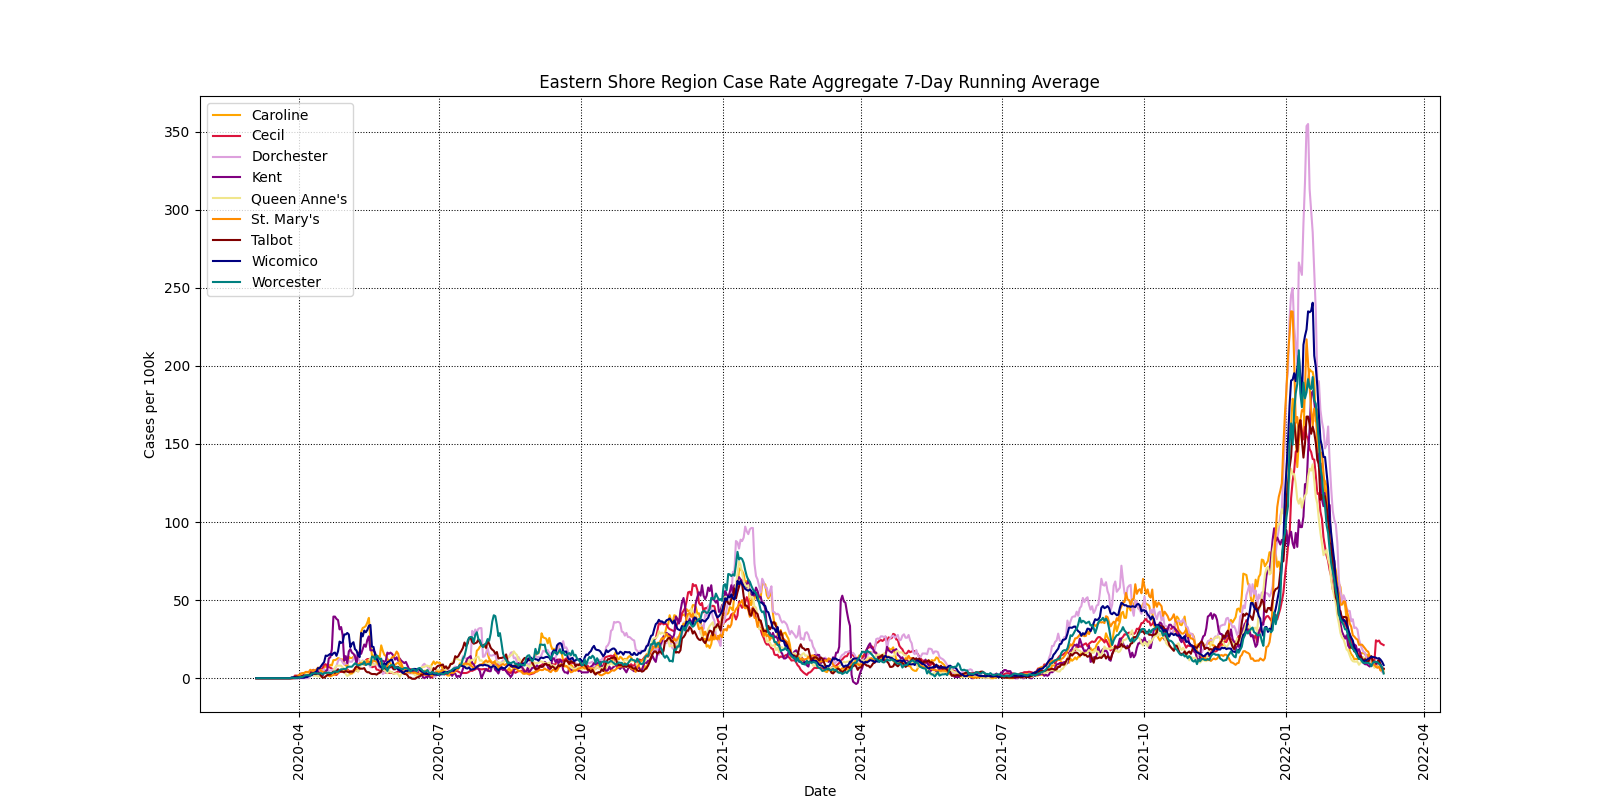 Eastern Shore Region Case Rate Aggregate 7-Day Running Average
Caroline
Cecil
Dorchester
Kent
Queen Anne's
St. Mary's
Talbot
Wicomico
Worcester
350
300
250
200
150
100
50
0
Cases per 100k
2020-04
2020-07
2020-10
2021-01
2021-04
2021-07
2021-10
2022-01
2022-04
Date